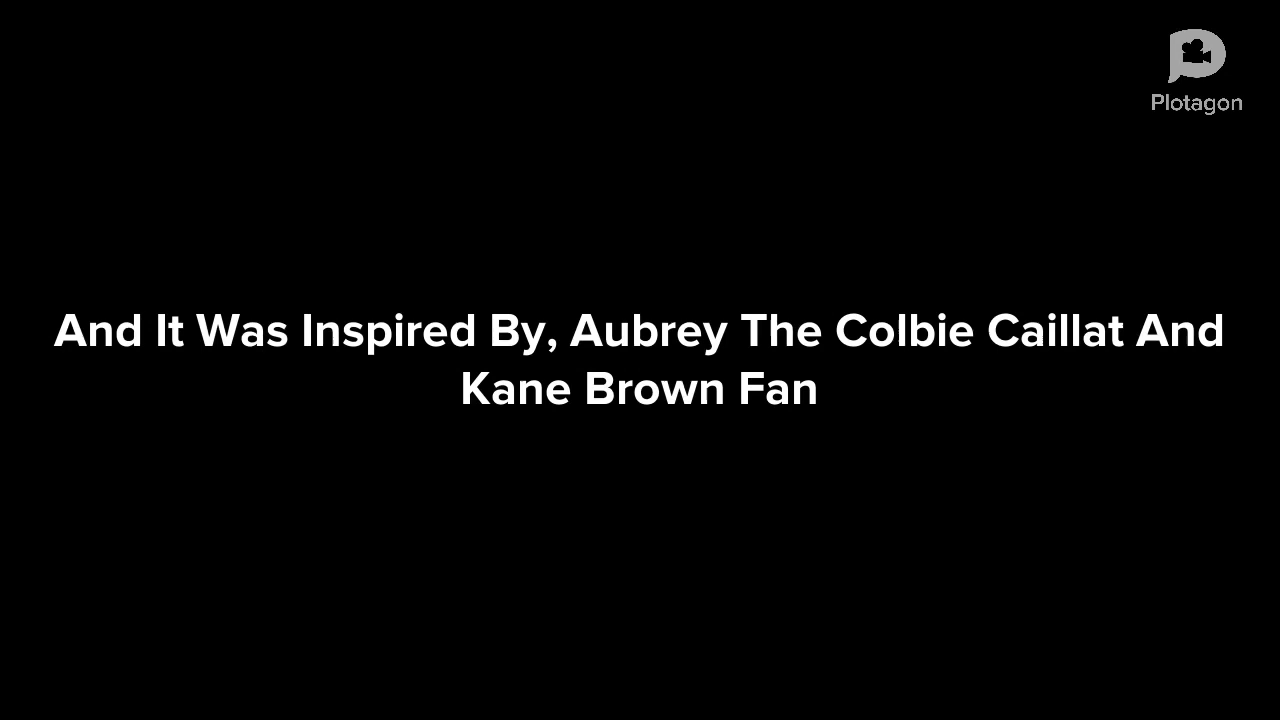 Plotagon
And It Was Inspired By, Aubrey The Colbie Caillat And
Kane Brown Fan